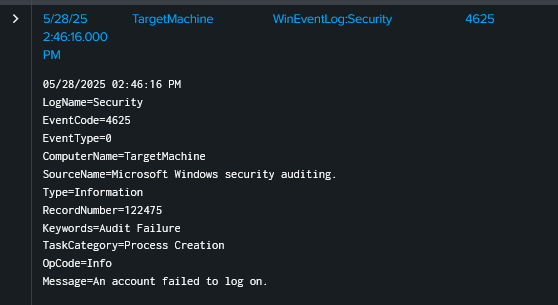 5/28/25 TargetMachine WinEventLog:Security 4625
2:46:16.000
PM
05/28/2025 02:46:16 PM
LogName=Security
EventCode=4625
EventType=0
ComputerName=TargetMachine
SourceName=Microsoft Windows security auditing.
Type=Information
RecordNumber=122475
Keywords=Audit Failure
TaskCategory=Process Creation
OpCode=Info
Message=An account failed to log on.